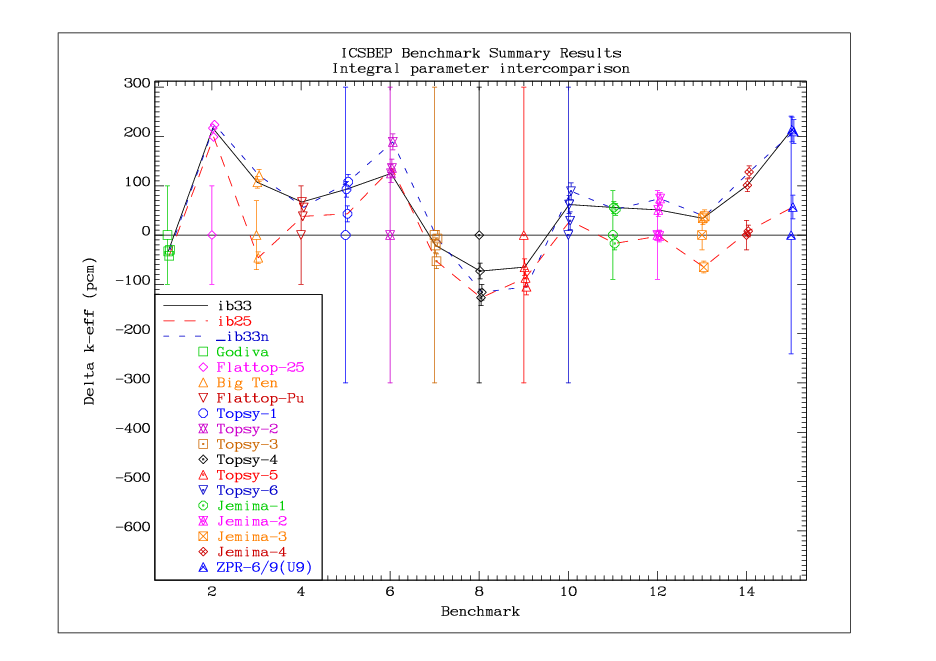 ICSBEP Benchmark Summary Results
Integral parameter intercomparison
300
200
100
0
-100
-200
-300
-400
-500
-600
Delta k-eff (pcm)
ib33
ib25
_ib33n
Godiva
Flattop-25
Big Ten
Flattop-Pu
Topsy-1
Topsy-2
Topsy-3
Topsy-4
Topsy-5
Topsy-6
Jemima-1
Jemima-2
Jemima-3
Jemima-4
ZPR-6/9(U9)
2 4 6 8 10 12 14
Benchmark